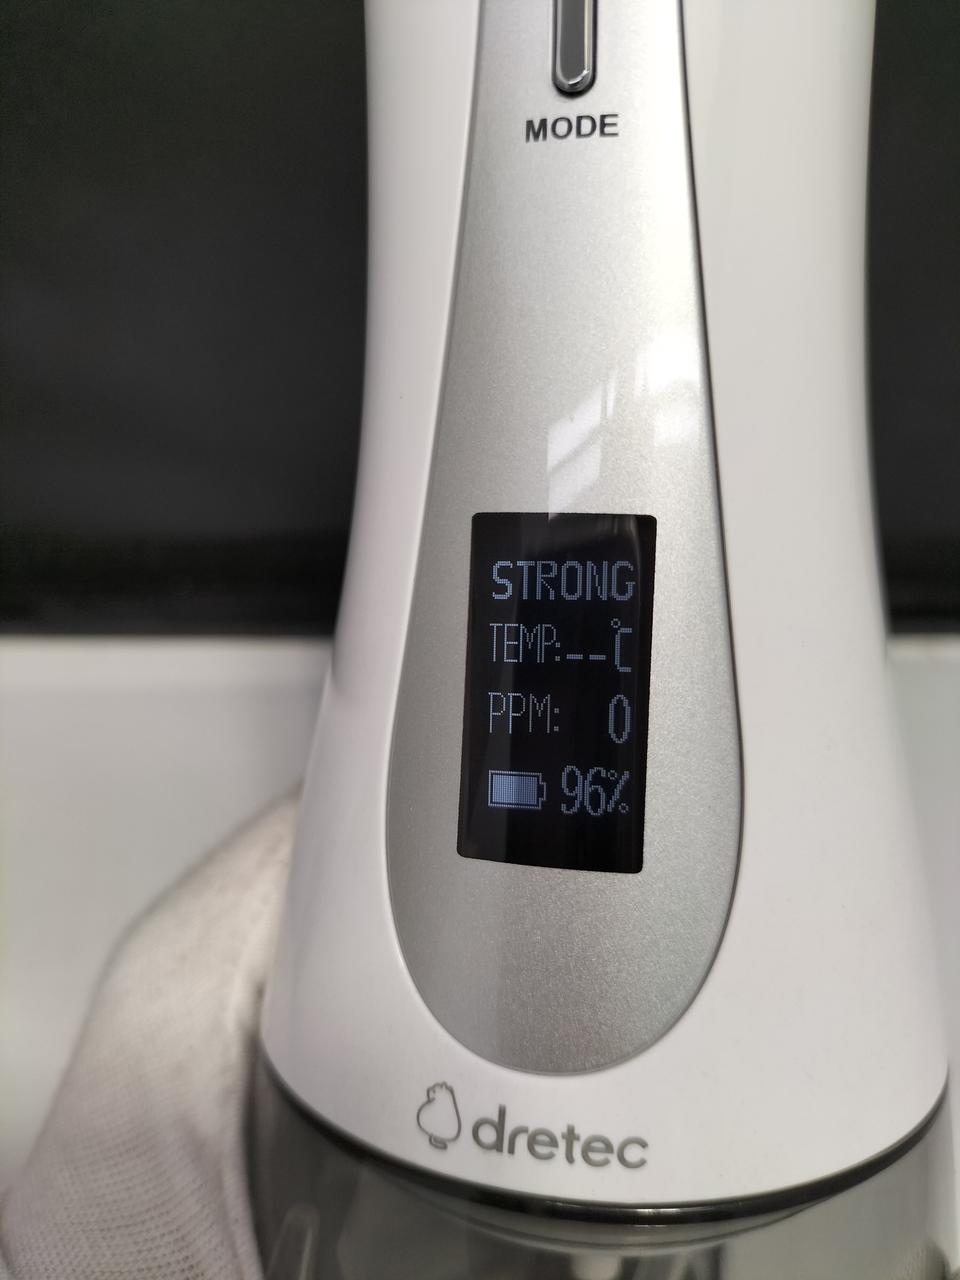 MODE
STRONG
TEMP:--℃
PPM: 0
96%
dretec